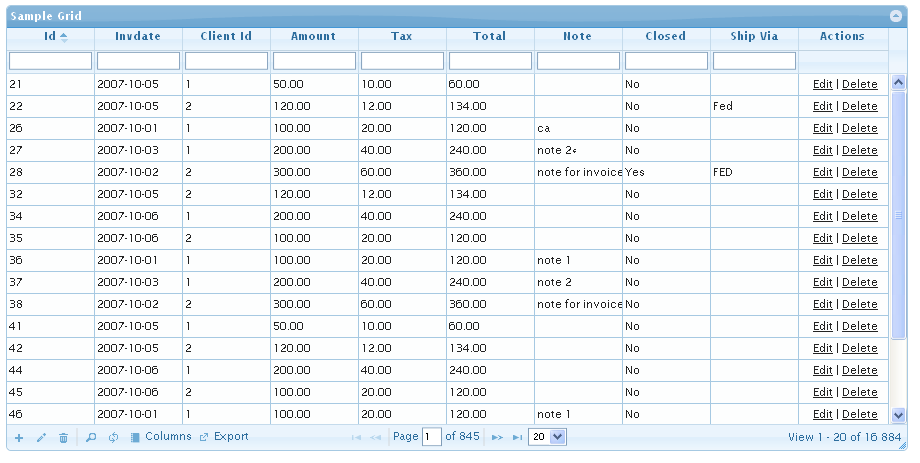 Sample Grid
Id Invdate Client Id Amount Tax Total Note Closed Ship Via Actions
21 2007-10-05 1 50.00 10.00 60.00 No Edit | Delete
22 2007-10-05 2 120.00 12.00 134.00 No Fed Edit | Delete
26 2007-10-01 1 100.00 20.00 120.00 ca No Edit | Delete
27 2007-10-03 1 200.00 40.00 240.00 note 2 No Edit | Delete
28 2007-10-02 2 300.00 60.00 360.00 note for invoice Yes FED Edit | Delete
32 2007-10-05 2 120.00 12.00 134.00 No Edit | Delete
34 2007-10-06 1 200.00 40.00 240.00 No Edit | Delete
35 2007-10-06 2 100.00 20.00 120.00 No Edit | Delete
36 2007-10-01 1 100.00 20.00 120.00 note 1 No Edit | Delete
37 2007-10-03 1 200.00 40.00 240.00 note 2 No Edit | Delete
38 2007-10-02 2 300.00 60.00 360.00 note for invoice No Edit | Delete
41 2007-10-05 1 50.00 10.00 60.00 No Edit | Delete
42 2007-10-05 2 120.00 12.00 134.00 No Edit | Delete
44 2007-10-06 1 200.00 40.00 240.00 No Edit | Delete
45 2007-10-06 2 100.00 20.00 120.00 No Edit | Delete
46 2007-10-01 1 100.00 20.00 120.00 note 1 No Edit | Delete
Columns Export Page 1 of 845 20 View 1 - 20 of 16 884